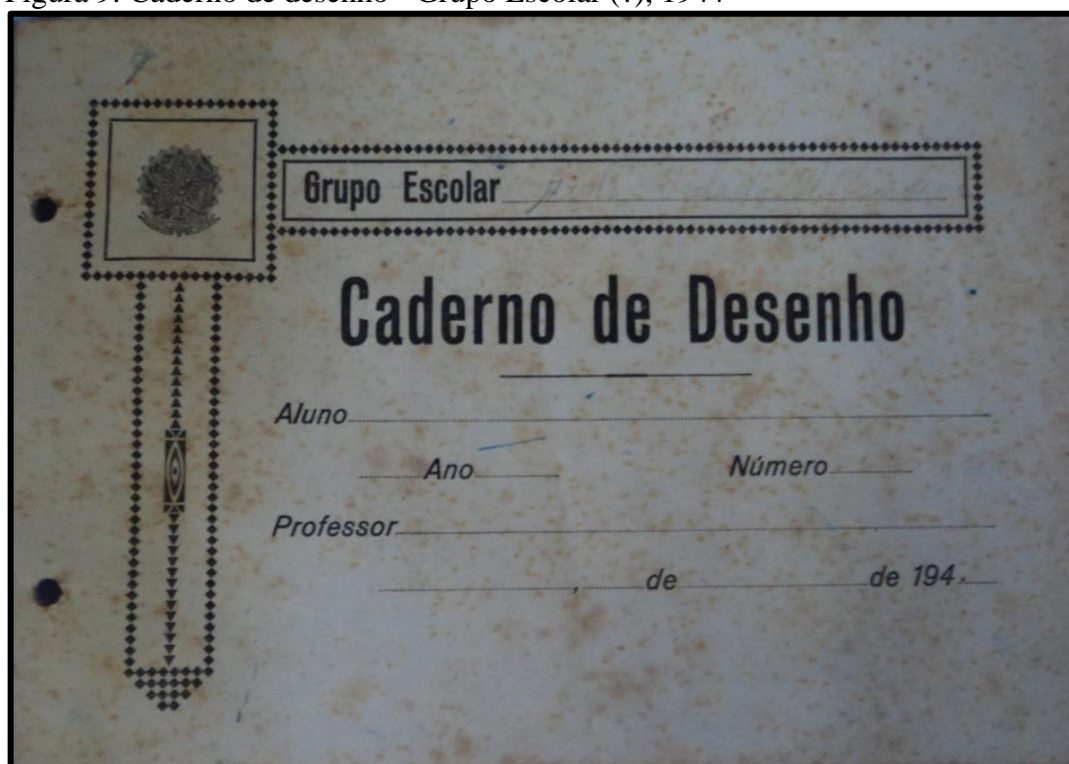 Figura 9: Caderno de desenho - Grupo Escolar (?), 1944
Grupo Escolar
Caderno de Desenho
Aluno
Ano Número
Professor
, de de 194